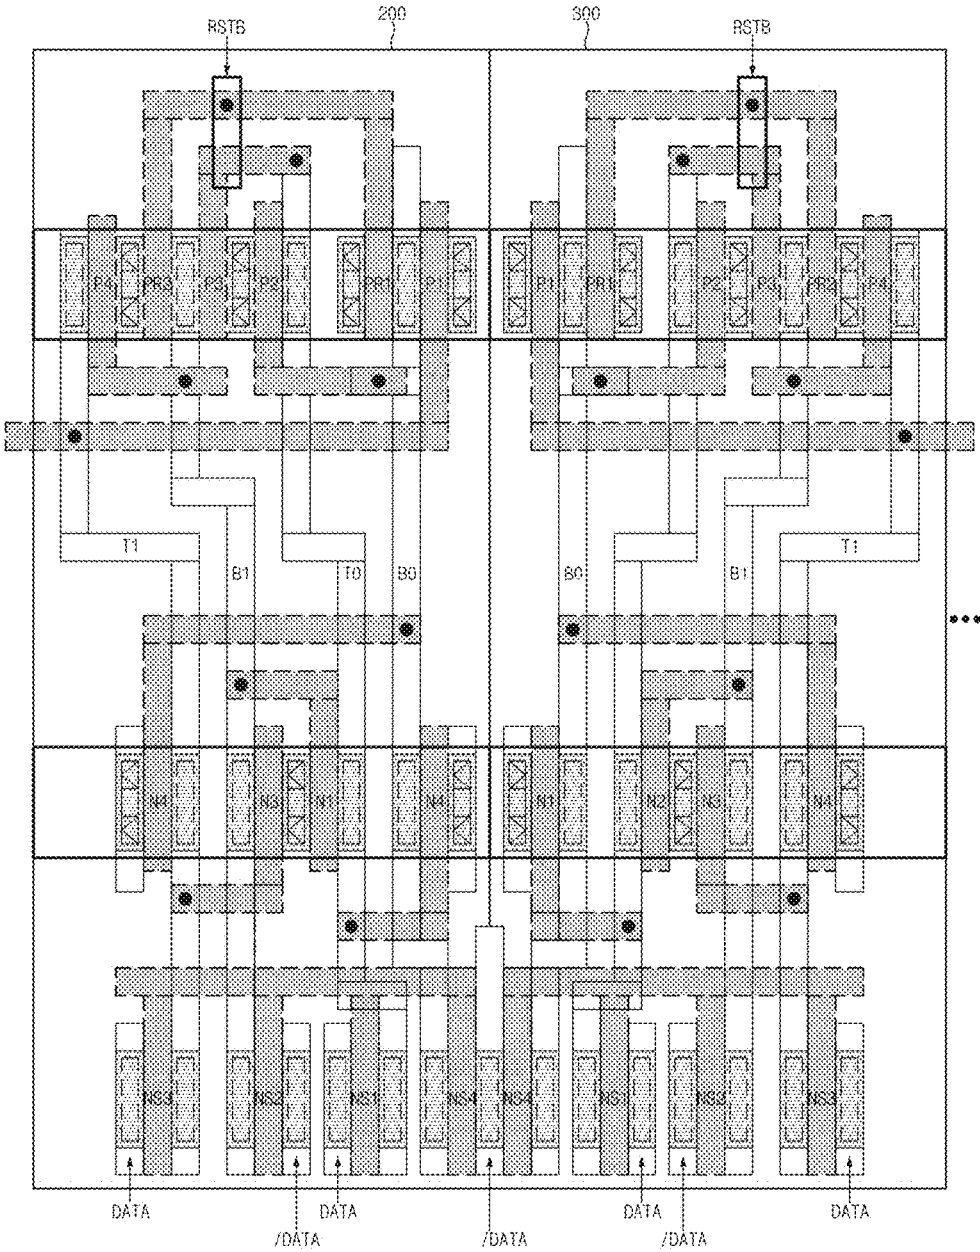 200 300
RSTB RSTB
P4 PR2 P3 P2 PR1 P1 P1 PR1 P2 P3 PR2 P4
T1 T1
B1 T0 B0 B0 B1
N4 N3 N1 N4 N1 N2 N3 N4
NS3 NS2 NS1 NS4 NS4 NS3
DATA DATA DATA DATA
/DATA /DATA /DATA